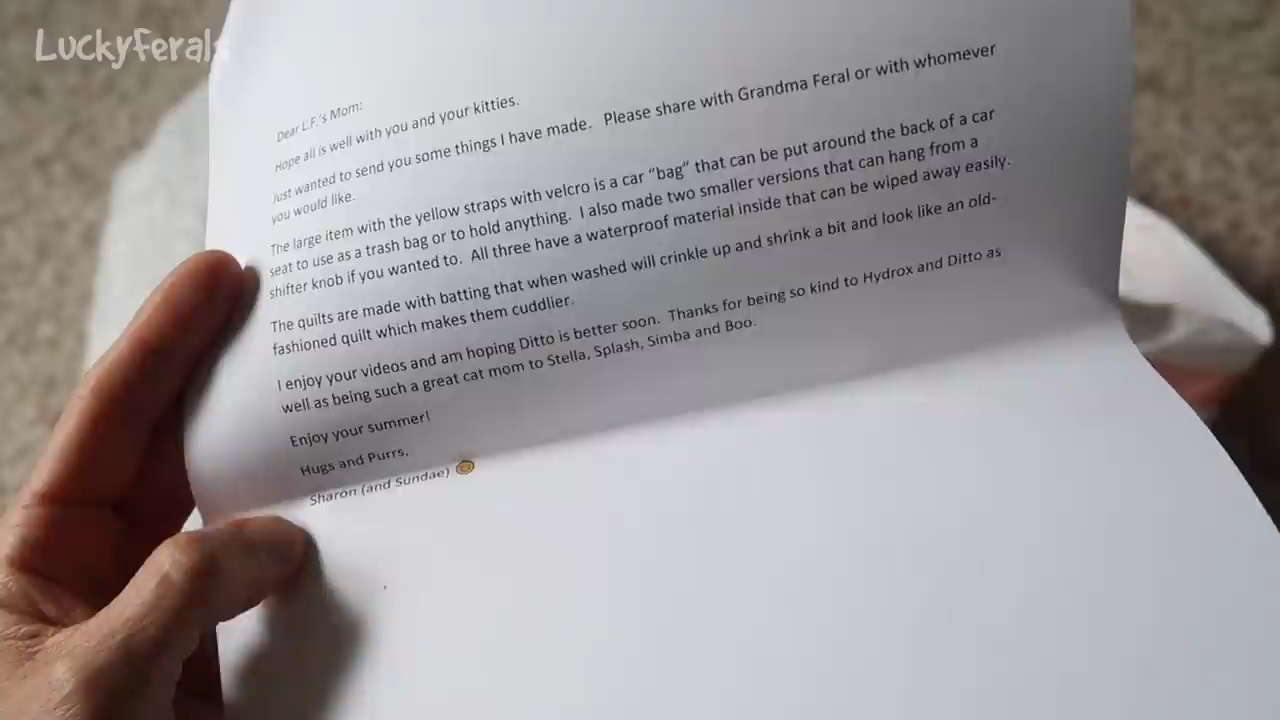 LuckyFerals
Dear L.F.'s Mom:
Hope all is well with you and your kitties.
Just wanted to send you some things I have made. Please share with Grandma Feral or with whomever
you would like.
The large item with the yellow straps with velcro is a car “bag” that can be put around the back of a car
seat to use as a trash bag or to hold anything. I also made two smaller versions that can hang from a
shifter knob if you wanted to. All three have a waterproof material inside that can be wiped away easily.
The quilts are made with batting that when washed will crinkle up and shrink a bit and look like an old-
fashioned quilt which makes them cuddlier.
I enjoy your videos and am hoping Ditto is better soon. Thanks for being so kind to Hydrox and Ditto as
well as being such a great cat mom to Stella, Splash, Simba and Boo.
Enjoy your summer!
Hugs and Purrs,
Sharon (and Sundae)